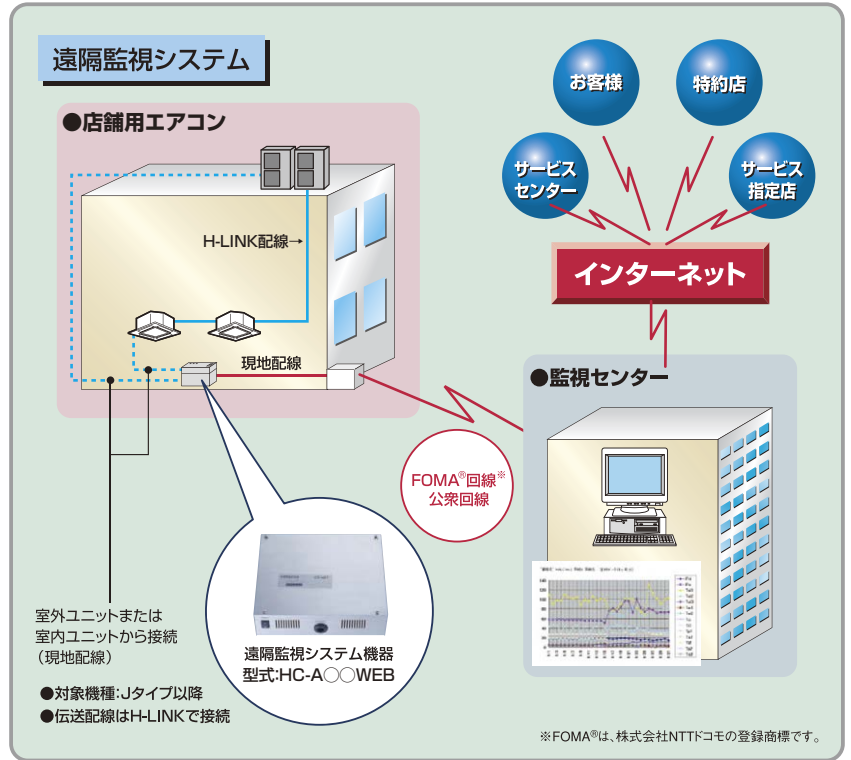 遠隔監視システム
お客様
特約店
サービス
センター
サービス
指定店
インターネット
●店舗用エアコン
H-LINK配線→
現地配線
●監視センター
FOMA®回線※
公衆回線
室外ユニットまたは
室内ユニットから接続
（現地配線）
遠隔監視システム機器
型式:HC-A○○WEB
●対象機種:Jタイプ以降
●伝送配線はH-LINKで接続
※FOMA®は、株式会社NTTドコモの登録商標です。